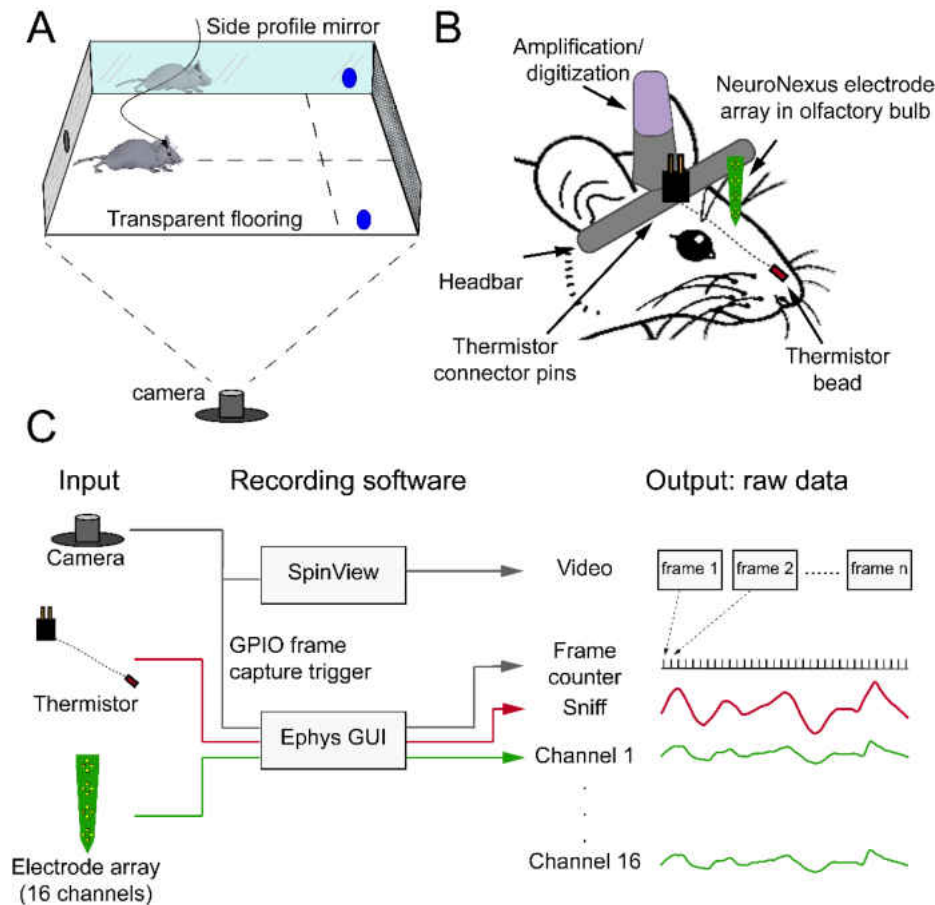 A
Side profile mirror
Transparent flooring
camera
B
Amplification/
digitization
NeuroNexus electrode
array in olfactory bulb
Headbar
Thermistor
connector pins
Thermistor
bead
C
Input
Recording software
Output: raw data
Camera
SpinView
Video
frame 1
frame 2
frame n
GPIO frame
capture trigger
Frame
counter
Thermistor
Ephys GUI
Sniff
Channel 1
Channel 16
Electrode array
(16 channels)